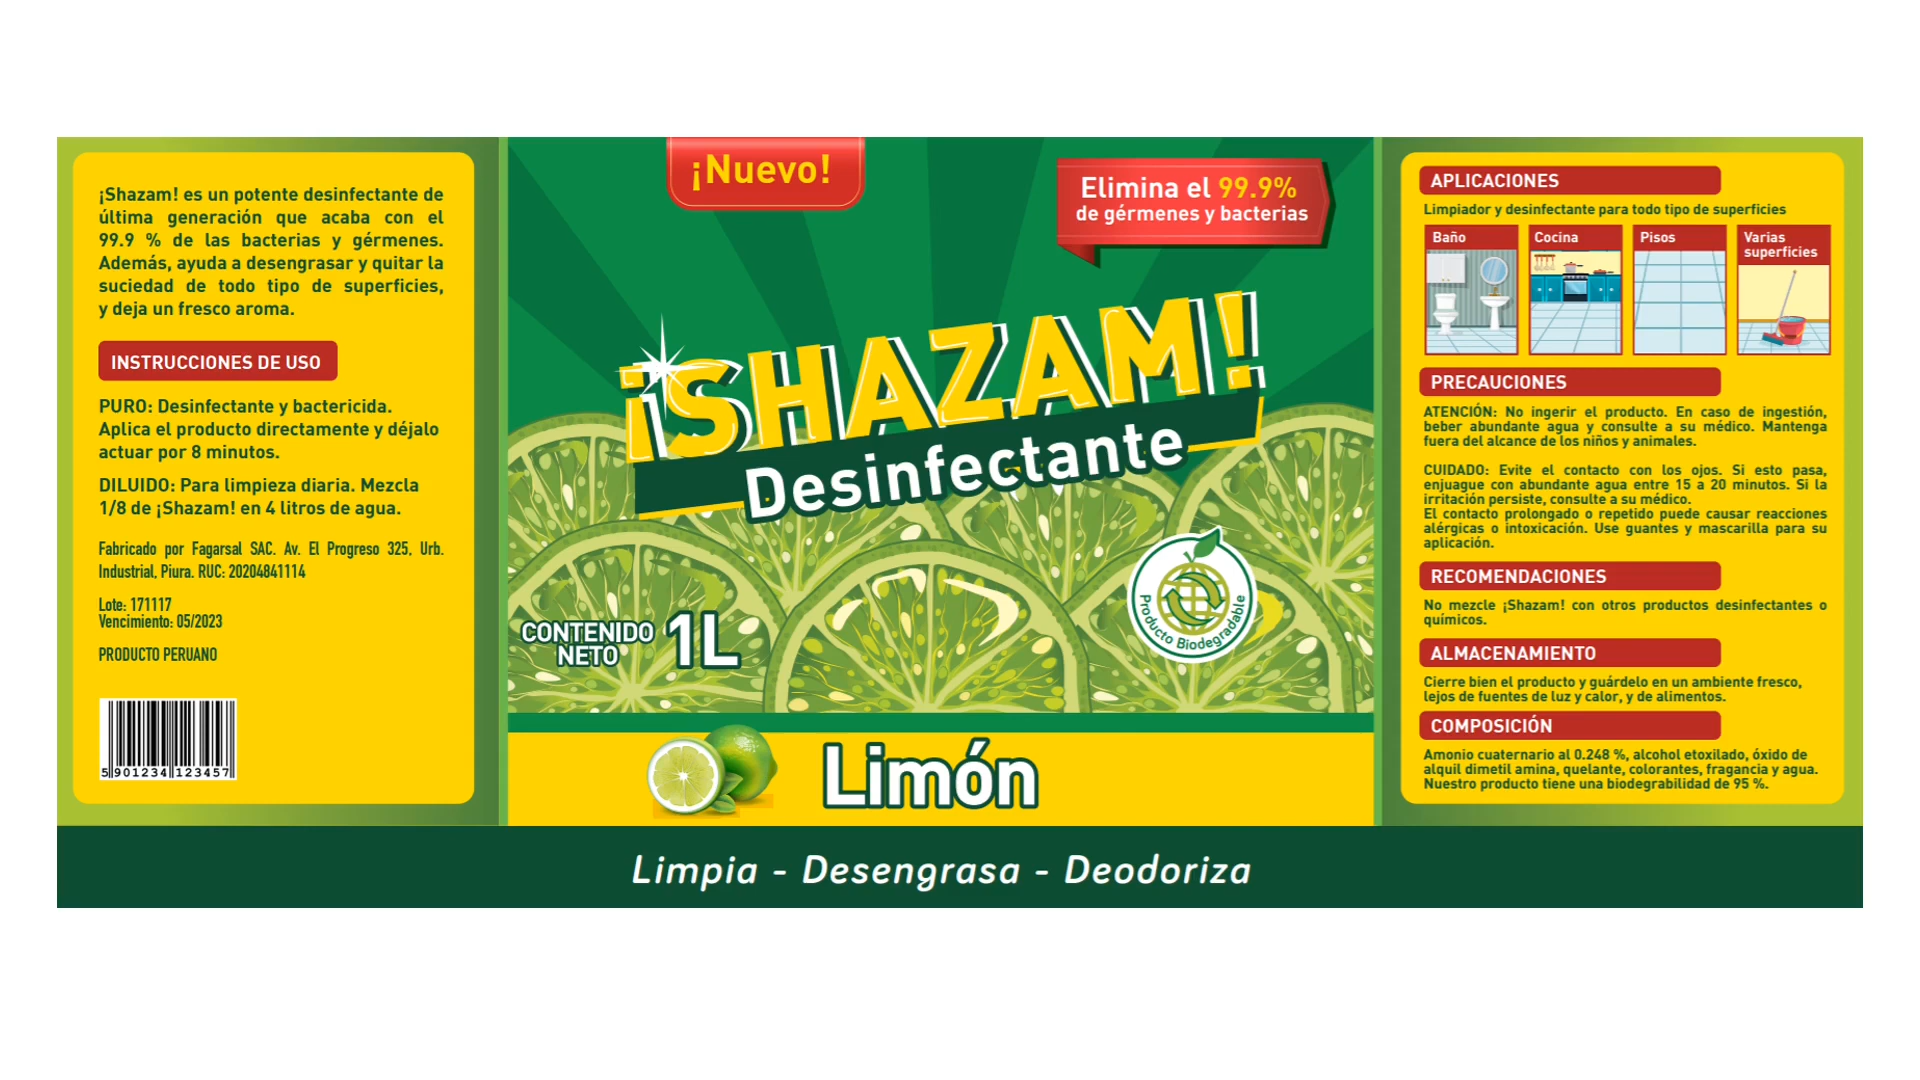 ¡Shazam! es un potente desinfectante de
última generación que acaba con el
99.9 % de las bacterias y gérmenes.
Además, ayuda a desengrasar y quitar la
suciedad de todo tipo de superficies,
y deja un fresco aroma.
INSTRUCCIONES DE USO
PURO: Desinfectante y bactericida.
Aplica el producto directamente y déjalo
actuar por 8 minutos.
DILUIDO: Para limpieza diaria. Mezcla
1/8 de ¡Shazam! en 4 litros de agua.
Fabricado por Fagarsal SAC. Av. El Progreso 325, Urb.
Industrial, Piura. RUC: 20204841114
Lote: 171117
Vencimiento: 05/2023
PRODUCTO PERUANO
5 901234 123457
¡Nuevo!
Elimina el 99.9%
de gérmenes y bacterias
¡SHAZAM!
Desinfectante
CONTENIDO
NETO
1L
Producto Biodegradable
Limón
Limpia - Desengrasa - Deodoriza
APLICACIONES
Limpiador y desinfectante para todo tipo de superficies
Baño
Cocina
Pisos
Varias
superficies
PRECAUCIONES
ATENCIÓN: No ingerir el producto. En caso de ingestión,
beber abundante agua y consulte a su médico. Mantenga
fuera del alcance de los niños y animales.
CUIDADO: Evite el contacto con los ojos. Si esto pasa,
enjuague con abundante agua entre 15 a 20 minutos. Si la
irritación persiste, consulte a su médico.
El contacto prolongado o repetido puede causar reacciones
alérgicas o intoxicación. Use guantes y mascarilla para su
aplicación.
RECOMENDACIONES
No mezcle ¡Shazam! con otros productos desinfectantes o
químicos.
ALMACENAMIENTO
Cierre bien el producto y guárdelo en un ambiente fresco,
lejos de fuentes de luz y calor, y de alimentos.
COMPOSICIÓN
Amonio cuaternario al 0.248 %, alcohol etoxilado, óxido de
alquil dimetil amina, quelante, colorantes, fragancia y agua.
Nuestro producto tiene una biodegrabilidad de 95 %.